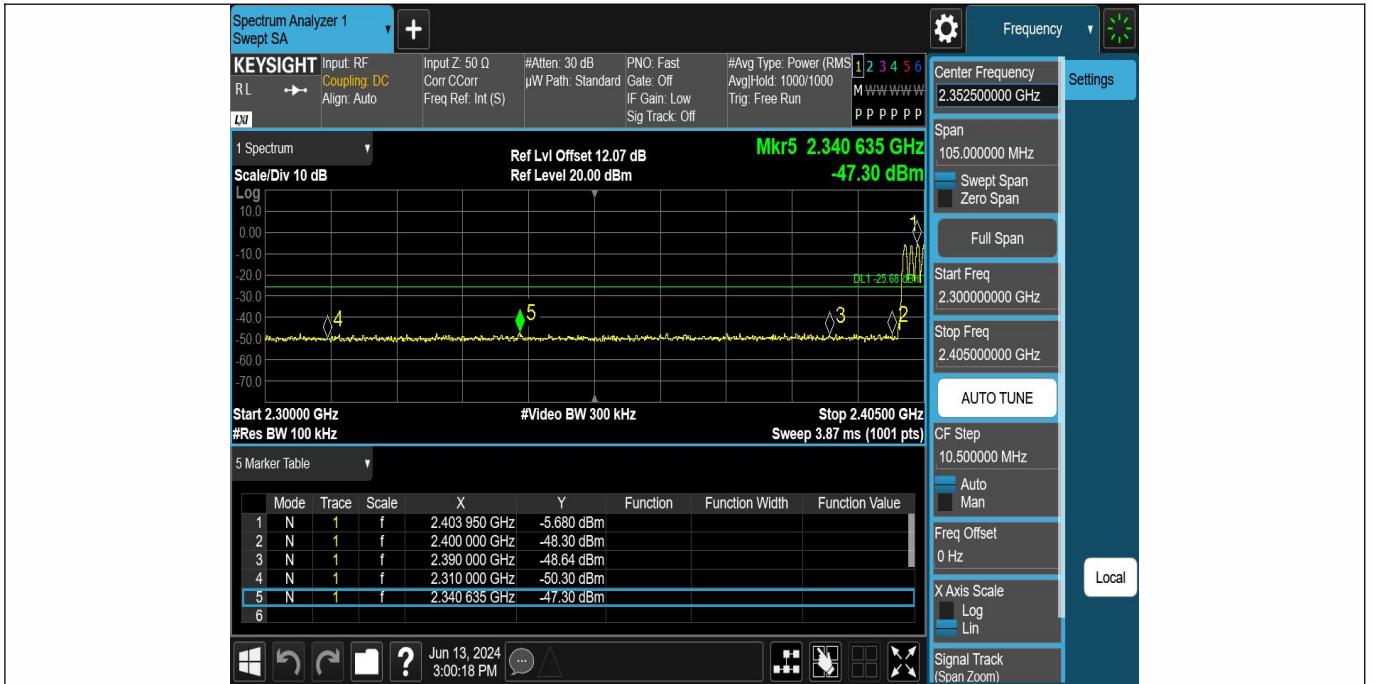 Spectrum Analyzer 1
Swept SA
+
Frequency
KEYSIGHT
RL
LXI
Input: RF
Coupling: DC
Align: Auto
Input Z: 50 Ω
Corr CCorr
Freq Ref: Int (S)
#Atten: 30 dB
µW Path: Standard
PNO: Fast
Gate: Off
IF Gain: Low
Sig Track: Off
#Avg Type: Power (RMS
Avg|Hold: 1000/1000
Trig: Free Run
1 2 3 4 5 6
M W W W W W
P P P P P P
1 Spectrum
Scale/Div 10 dB
Ref Lvl Offset 12.07 dB
Ref Level 20.00 dBm
Mkr5 2.340 635 GHz
-47.30 dBm
Log
10.0
0.00
-10.0
-20.0
-30.0
-40.0
-50.0
-60.0
-70.0
1
DL1 -25.68 dBm
4
5
3
2
Start 2.30000 GHz
#Video BW 300 kHz
Stop 2.40500 GHz
#Res BW 100 kHz
Sweep 3.87 ms (1001 pts)
5 Marker Table
Mode Trace Scale X Y Function Function Width Function Value
1 N 1 f 2.403 950 GHz -5.680 dBm
2 N 1 f 2.400 000 GHz -48.30 dBm
3 N 1 f 2.390 000 GHz -48.64 dBm
4 N 1 f 2.310 000 GHz -50.30 dBm
5 N 1 f 2.340 635 GHz -47.30 dBm
6
?
Jun 13, 2024
3:00:18 PM
Center Frequency
2.352500000 GHz
Settings
Span
105.000000 MHz
Swept Span
Zero Span
Full Span
Start Freq
2.300000000 GHz
Stop Freq
2.405000000 GHz
AUTO TUNE
CF Step
10.500000 MHz
Auto
Man
Freq Offset
0 Hz
Local
X Axis Scale
Log
Lin
Signal Track
(Span Zoom)